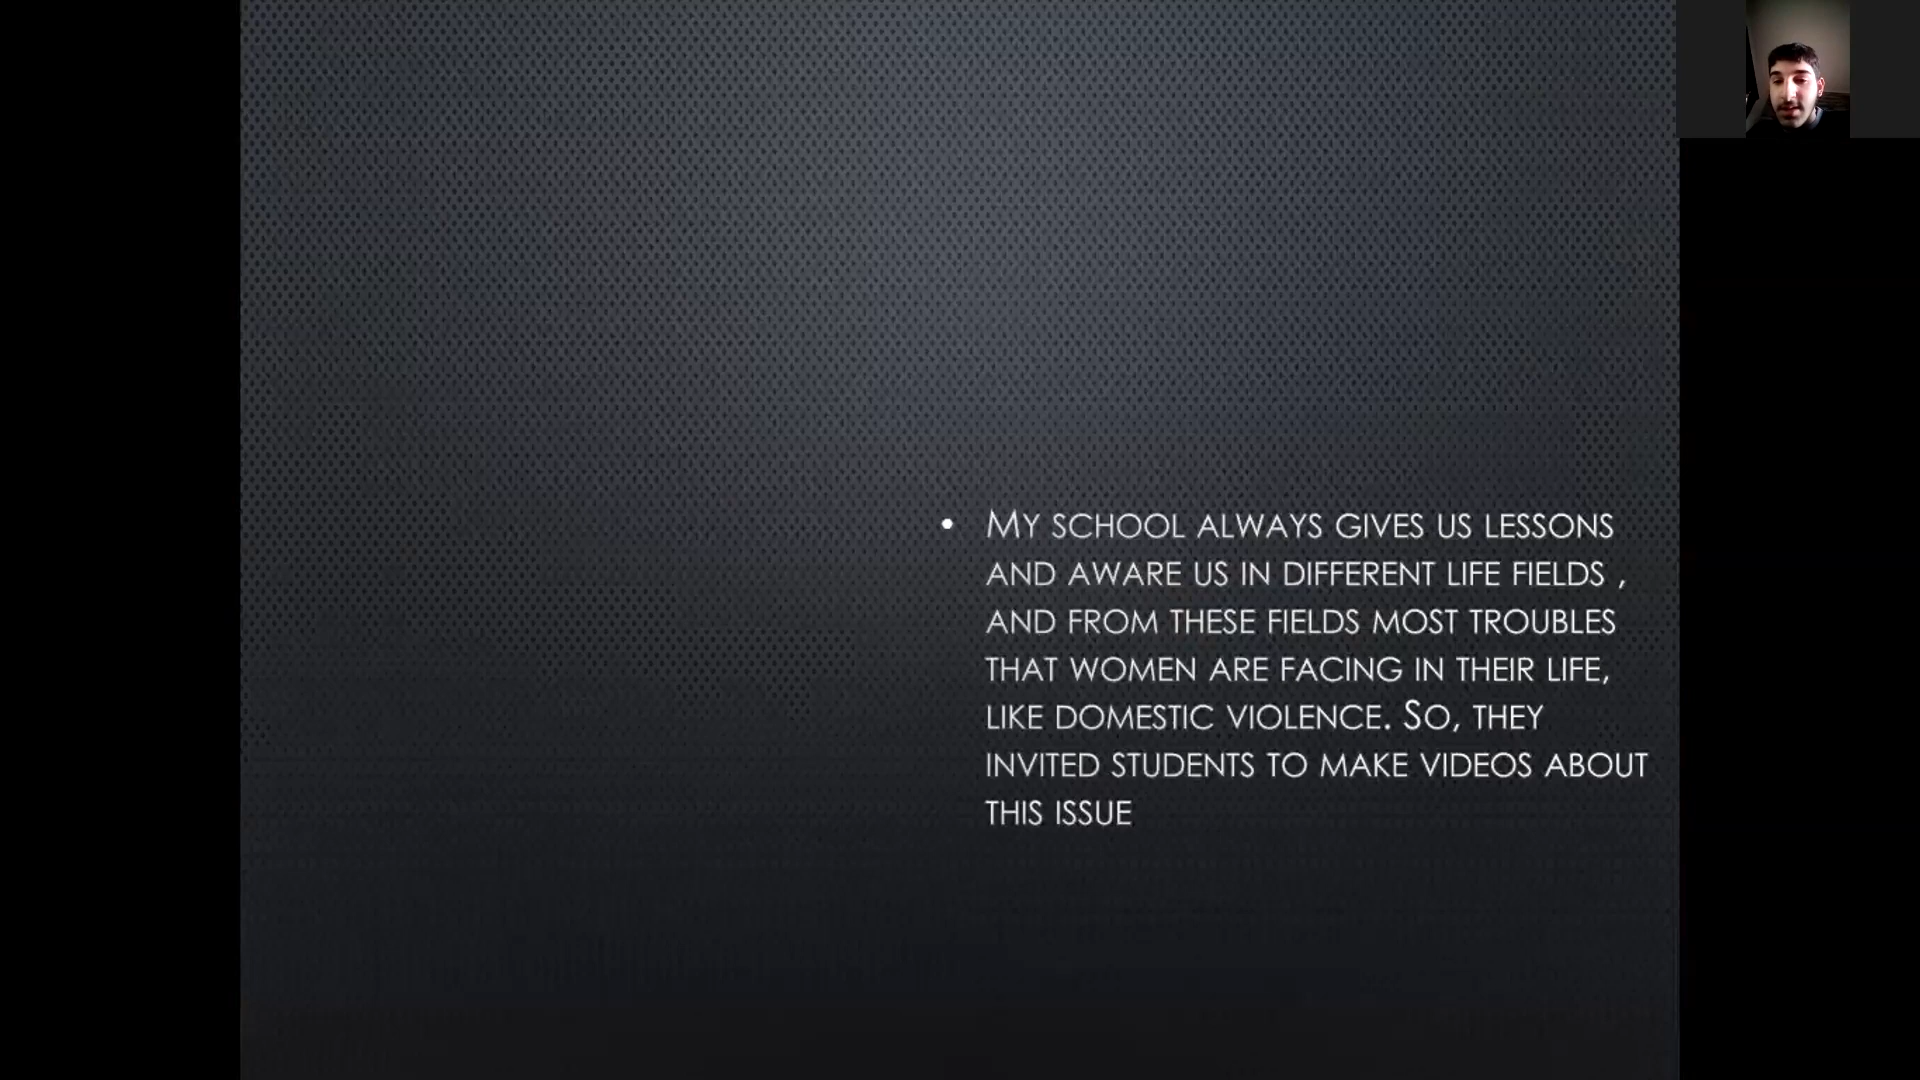 • My school always gives us lessons
and aware us in different life fields ,
and from these fields most troubles
that women are facing in their life,
like domestic violence. So, they
invited students to make videos about
this issue